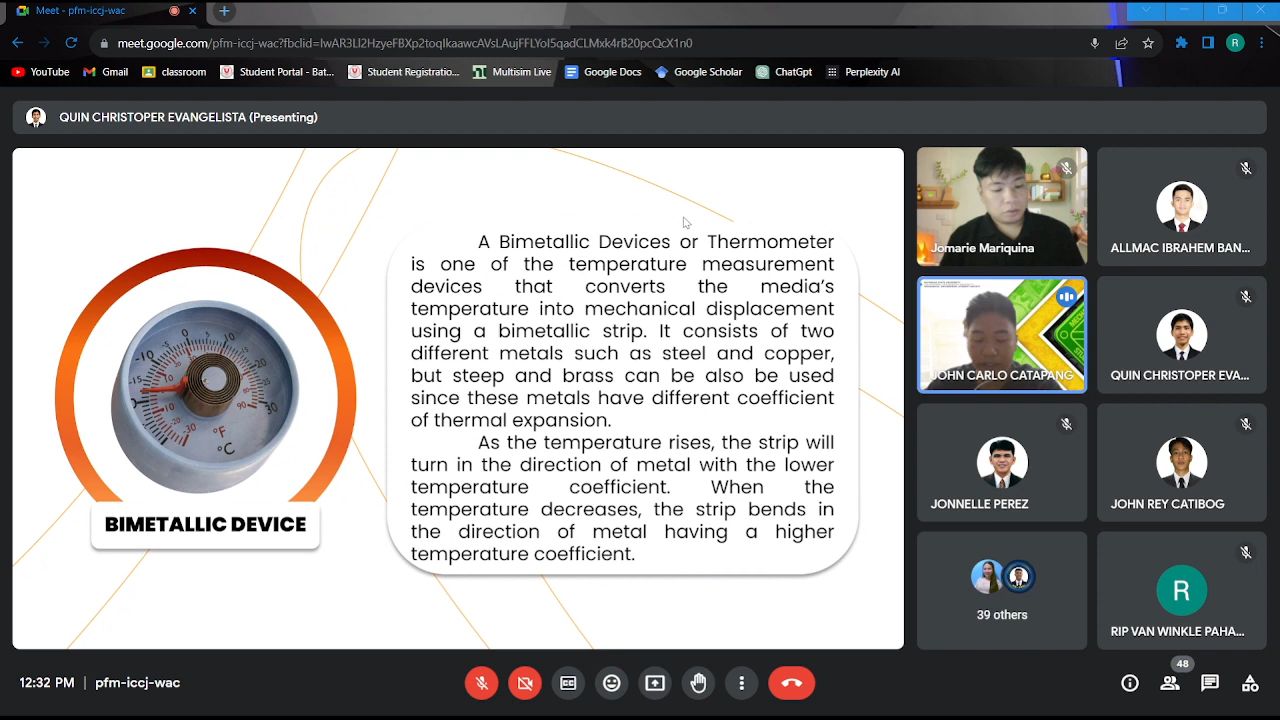 Meet - pfm-iccj-wac
meet.google.com/pfm-iccj-wac?fbclid=IwAR3Ll2HzyeFBXp2toqIkaawcAVsLAujFFLYoI5qadCLMxk4rB20pcQcX1n0
R
YouTube
Gmail
classroom
Student Portal - Bat...
Student Registratio...
Multisim Live
Google Docs
Google Scholar
ChatGpt
Perplexity AI
QUIN CHRISTOPER EVANGELISTA (Presenting)
A Bimetallic Devices or Thermometer
is one of the temperature measurement
devices that converts the media's
temperature into mechanical displacement
using a bimetallic strip. It consists of two
different metals such as steel and copper,
but steep and brass can be also be used
since these metals have different coefficient
of thermal expansion.
As the temperature rises, the strip will
turn in the direction of metal with the lower
temperature coefficient. When the
temperature decreases, the strip bends in
the direction of metal having a higher
temperature coefficient.
°F
°C
BIMETALLIC DEVICE
Jomarie Mariquina
ALLMAC IBRAHEM BAN...
JOHN CARLO CATAPANG
QUIN CHRISTOPER EVA...
JONNELLE PEREZ
JOHN REY CATIBOG
39 others
R
RIP VAN WINKLE PAHA...
12:32 PM | pfm-iccj-wac
48